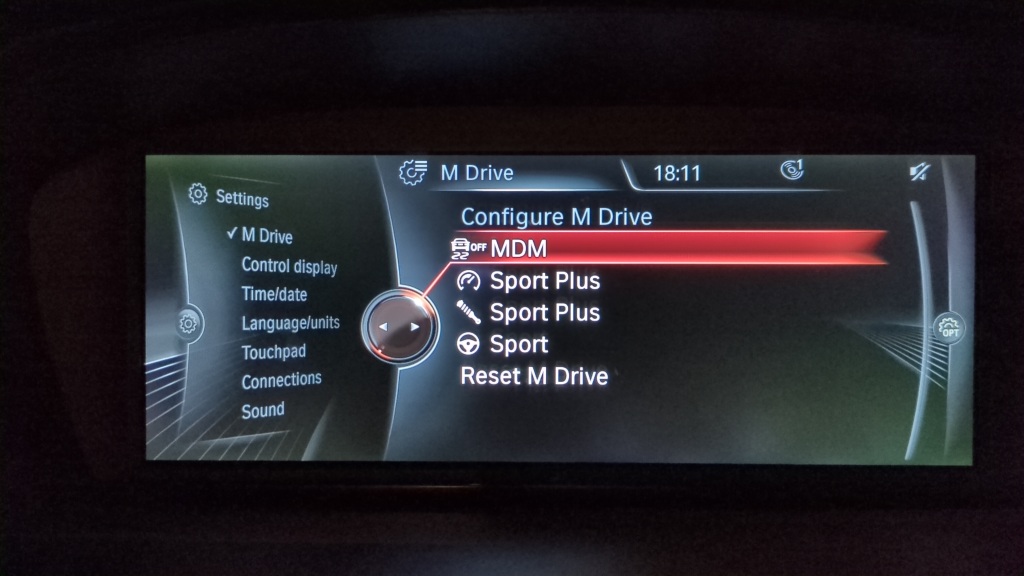 Settings
M Drive
Control display
Time/date
Language/units
Touchpad
Connections
Sound
M Drive
18:11
1
Configure M Drive
OFF MDM
Sport Plus
Sport Plus
Sport
Reset M Drive
OPT